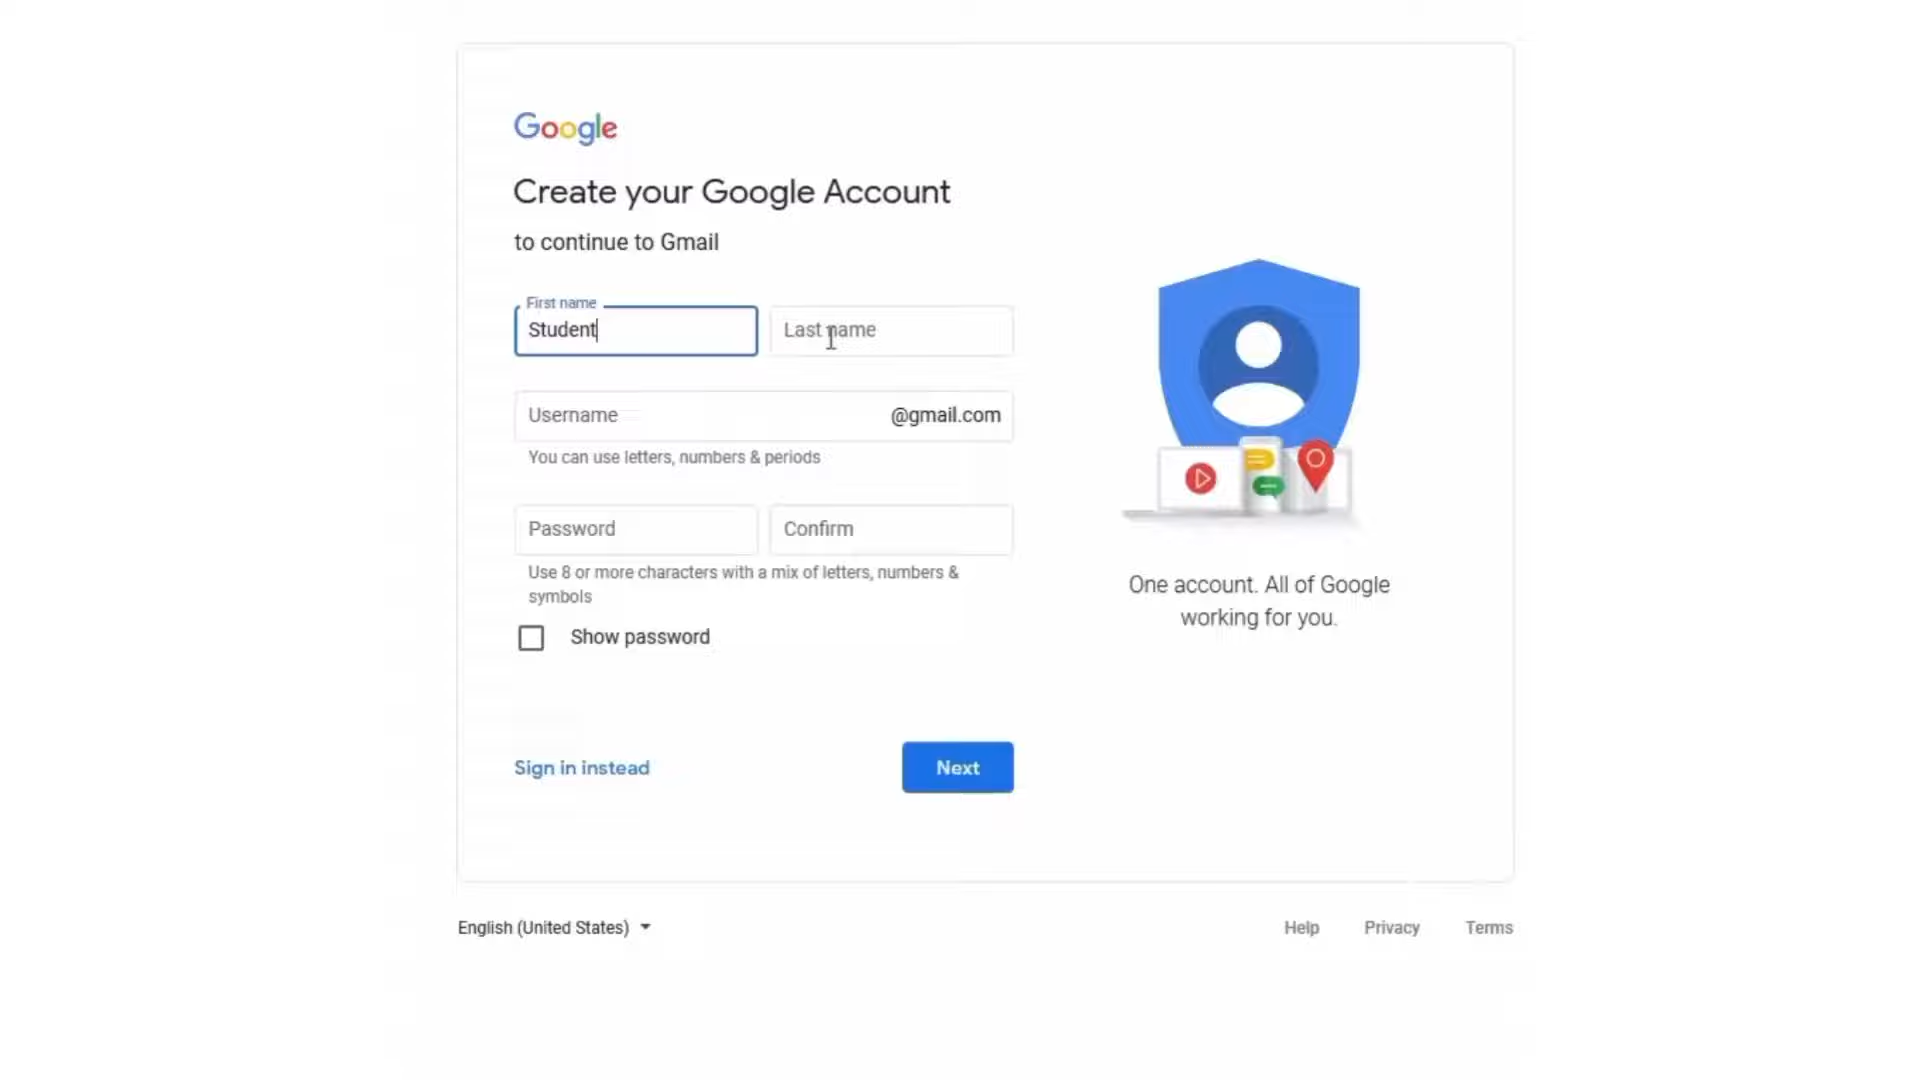 Google
Create your Google Account
to continue to Gmail
First name
Student
Last name
Username @gmail.com
You can use letters, numbers & periods
Password Confirm
Use 8 or more characters with a mix of letters, numbers &
symbols
Show password
One account. All of Google
working for you.
Sign in instead Next
English (United States) Help Privacy Terms